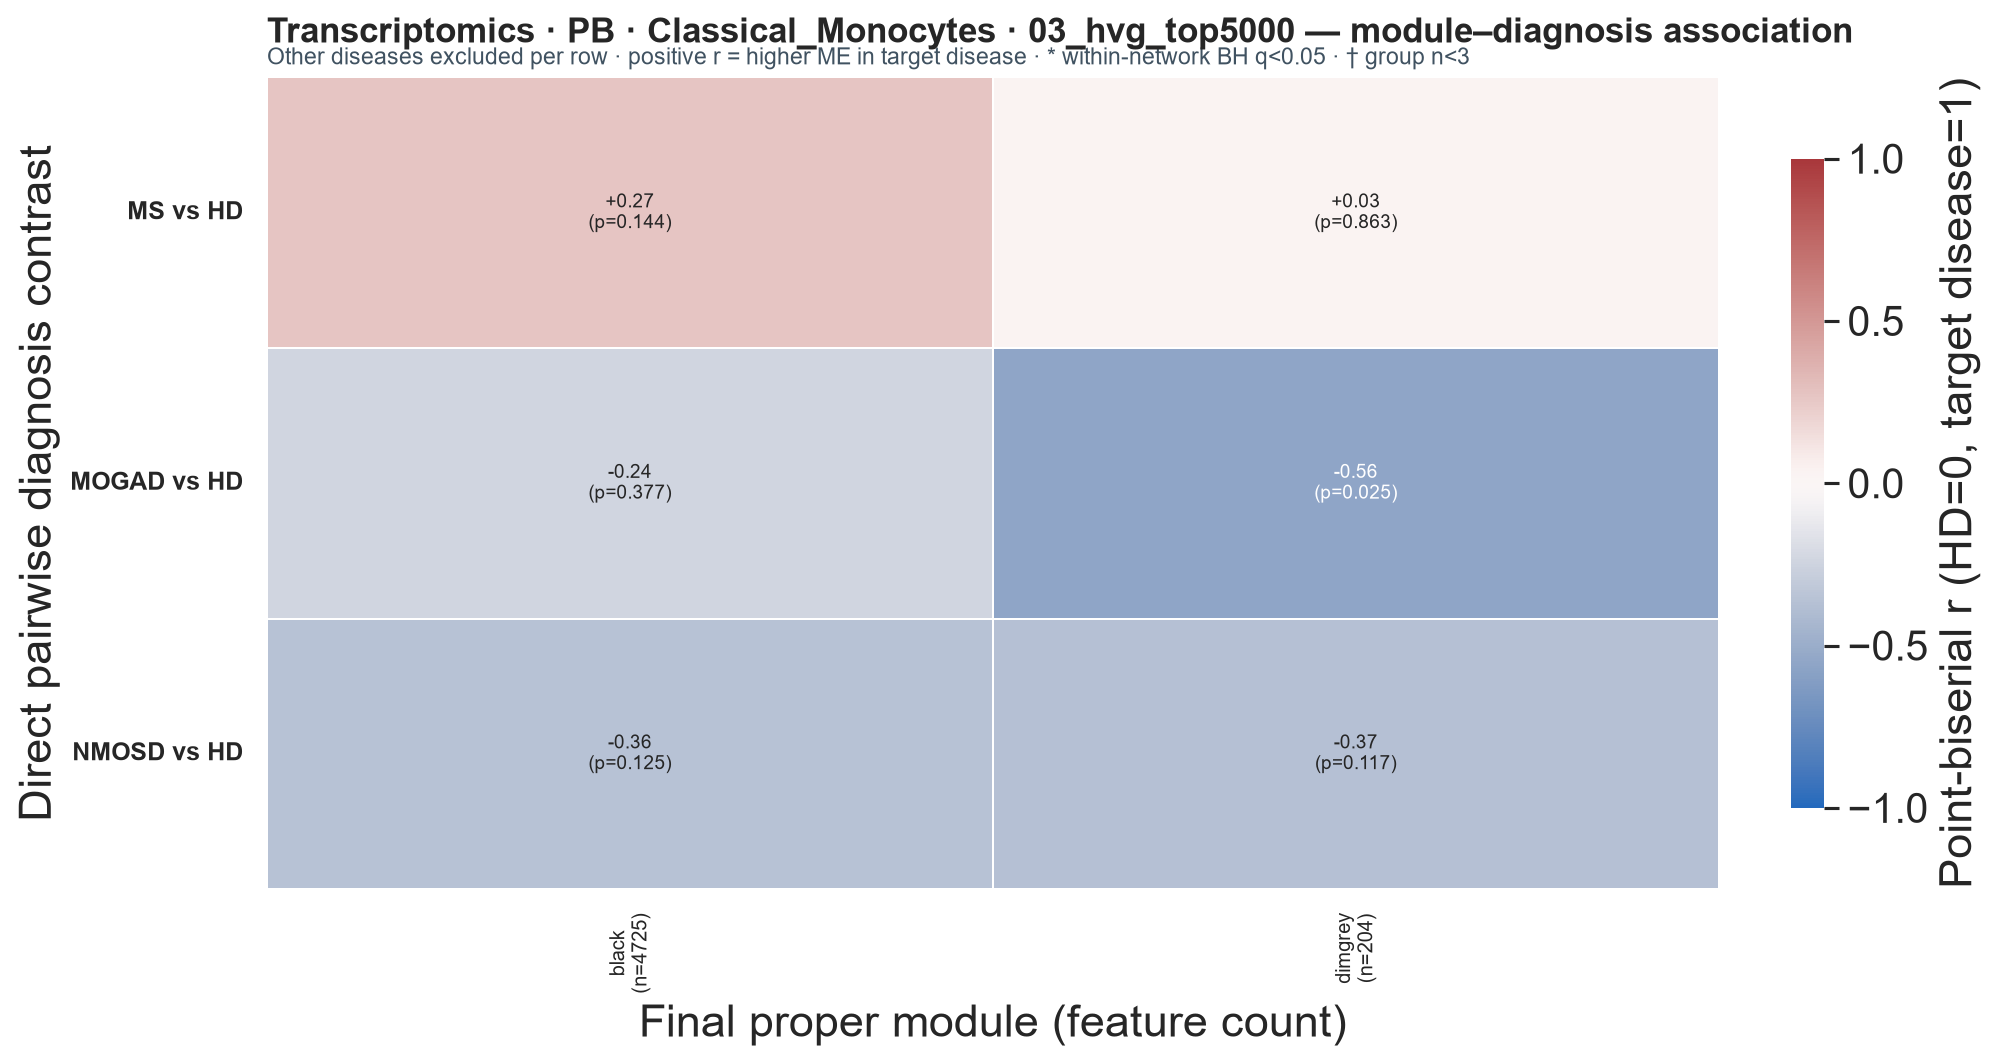 Transcriptomics · PB · Classical_Monocytes · 03_hvg_top5000 — module–diagnosis association
Other diseases excluded per row · positive r = higher ME in target disease · * within-network BH q<0.05 · † group n<3
Direct pairwise diagnosis contrast
MS vs HD
+0.27
(p=0.144)
+0.03
(p=0.863)
MOGAD vs HD
-0.24
(p=0.377)
-0.56
(p=0.025)
NMOSD vs HD
-0.36
(p=0.125)
-0.37
(p=0.117)
black
(n=4725)
dimgrey
(n=204)
Final proper module (feature count)
1.0
0.5
0.0
−0.5
−1.0
Point-biserial r (HD=0, target disease=1)